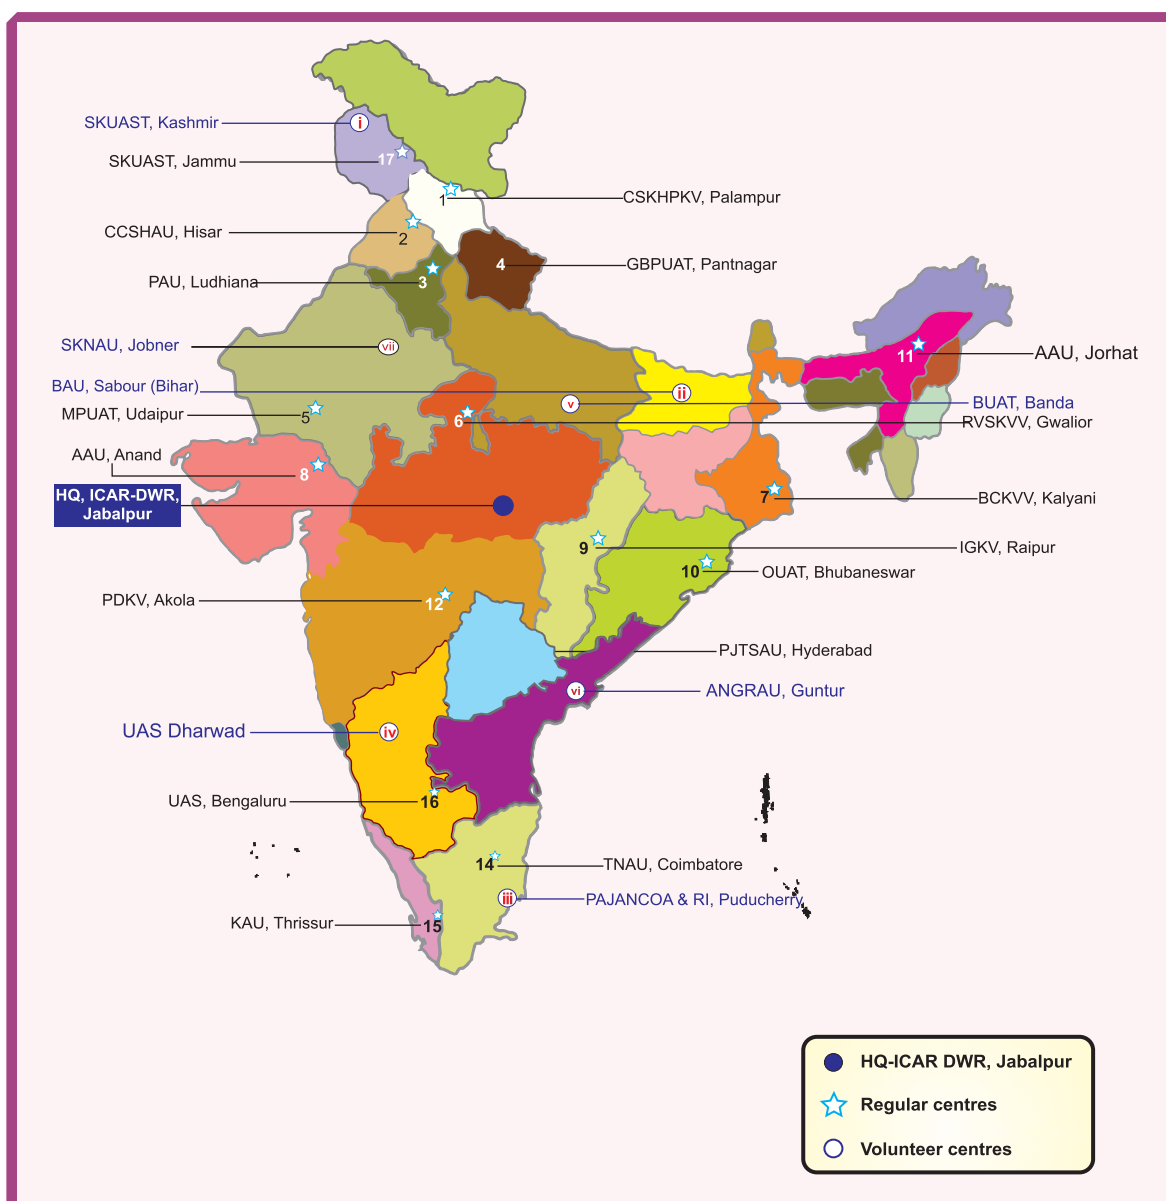 i
SKUAST, Kashmir
17
SKUAST, Jammu
1
CSKHPKV, Palampur
CCSHAU, Hisar
2
4
GBPUAT, Pantnagar
PAU, Ludhiana
3
SKNAU, Jobner
vii
11
AAU, Jorhat
BAU, Sabour (Bihar)
ii
v
BUAT, Banda
MPUAT, Udaipur
5
6
RVSKVV, Gwalior
AAU, Anand
8
HQ, ICAR-DWR,
Jabalpur
7
BCKVV, Kalyani
9
IGKV, Raipur
10
OUAT, Bhubaneswar
PDKV, Akola
12
PJTSAU, Hyderabad
vi
ANGRAU, Guntur
UAS Dharwad
iv
UAS, Bengaluru
16
14
TNAU, Coimbatore
iii
PAJANCOA & RI, Puducherry
KAU, Thrissur
15
HQ-ICAR DWR, Jabalpur
Regular centres
Volunteer centres